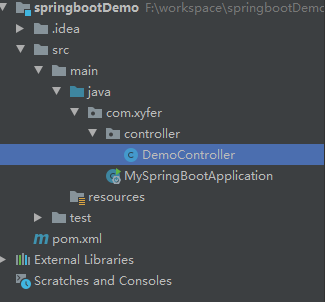 springbootDemo F:\workspace\springbootDemo
.idea
src
main
java
com.xyfer
controller
DemoController
MySpringBootApplication
resources
test
pom.xml
External Libraries
Scratches and Consoles